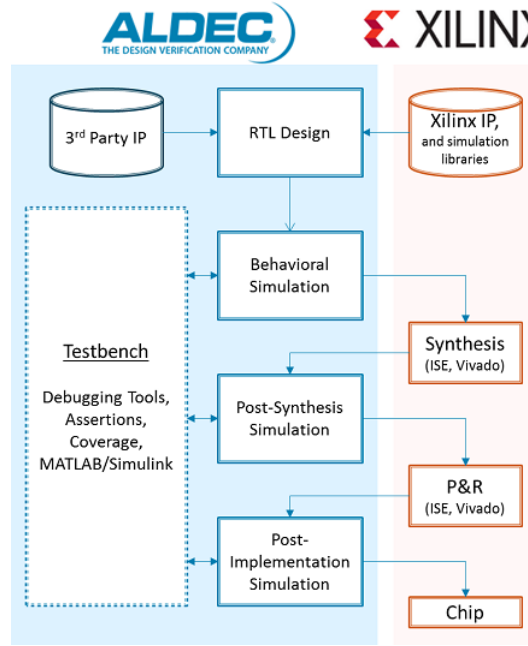 ALDEC
THE DESIGN VERIFICATION COMPANY
XILINX
3rd Party IP
RTL Design
Xilinx IP,
and simulation
libraries
Behavioral
Simulation
Testbench
Debugging Tools,
Assertions,
Coverage,
MATLAB/Simulink
Synthesis
(ISE, Vivado)
Post-Synthesis
Simulation
P&R
(ISE, Vivado)
Post-
Implementation
Simulation
Chip